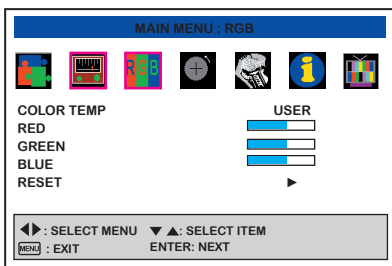 MAIN MENU : RGB
RGB
COLOR TEMP USER
RED
GREEN
BLUE
RESET
: SELECT MENU : SELECT ITEM
MENU : EXIT ENTER: NEXT